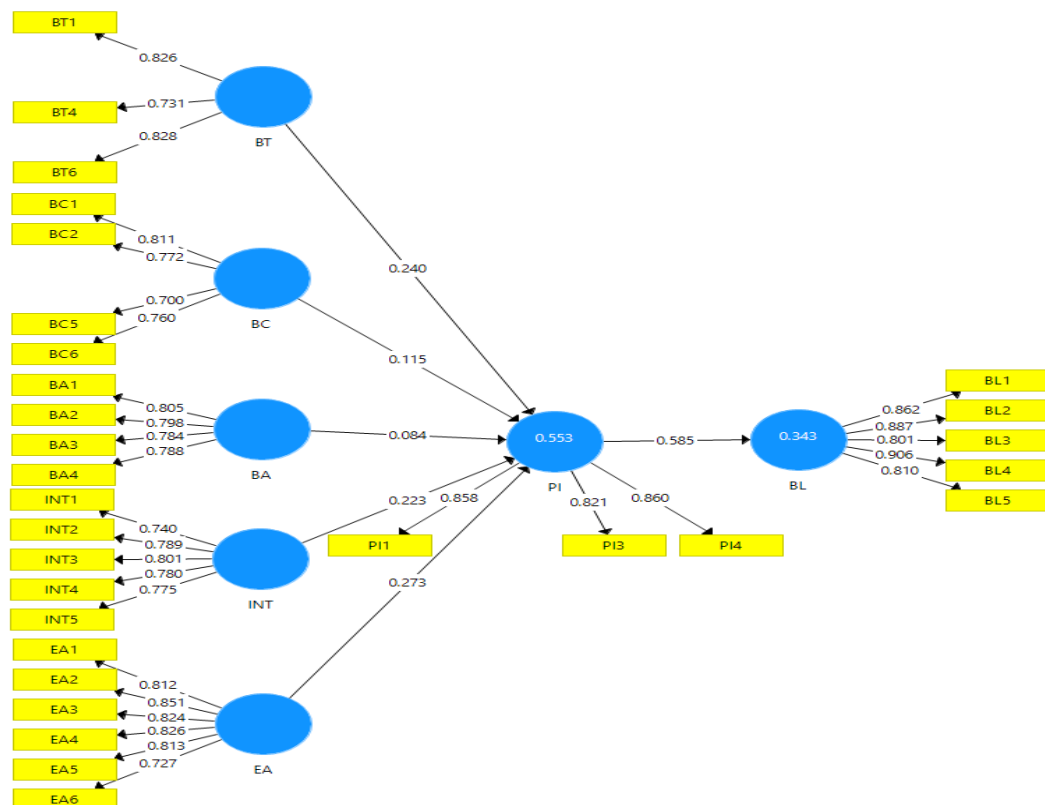 BT1
0.826
BT4
0.731
0.828
BT
BT6
BC1
BC2
0.811
0.772
0.240
0.700
BC5
0.760
BC
BC6
0.115
BA1
BA2
0.805
0.798
BA3
0.784
0.788
0.084
BA4
BA
0.553
0.585
0.343
PI
BL
BL1
0.862
BL2
0.887
0.801
BL3
0.906
BL4
0.810
BL5
INT1
0.223
0.858
0.821
0.860
INT2
0.740
0.789
PI1
PI3
PI4
INT3
0.801
0.780
INT4
0.775
0.273
INT
INT5
EA1
EA2
0.812
0.851
EA3
0.824
0.826
EA4
0.813
EA5
0.727
EA
EA6